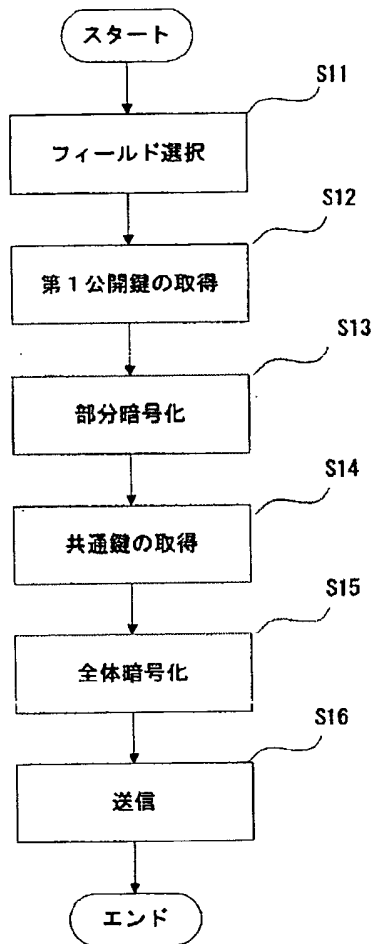 スタート
S11
フィールド選択
S12
第1公開鍵の取得
S13
部分暗号化
S14
共通鍵の取得
S15
全体暗号化
S16
送信
エンド